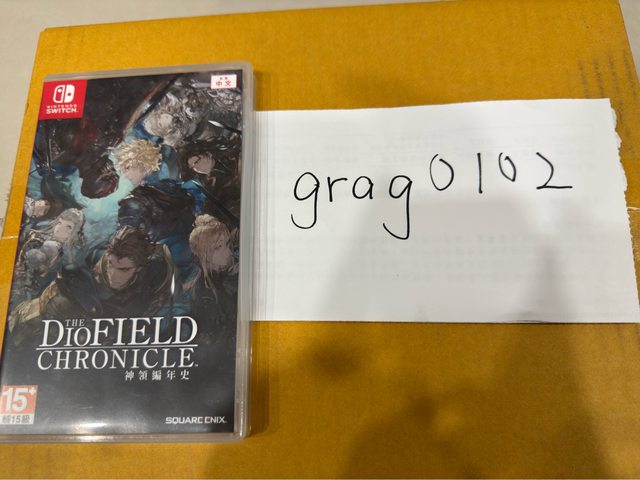 NINTENDO
SWITCH
中文
THE
DIOFIELD
CHRONICLE
神領編年史
15+
輔15級
SQUARE ENIX
grag0102